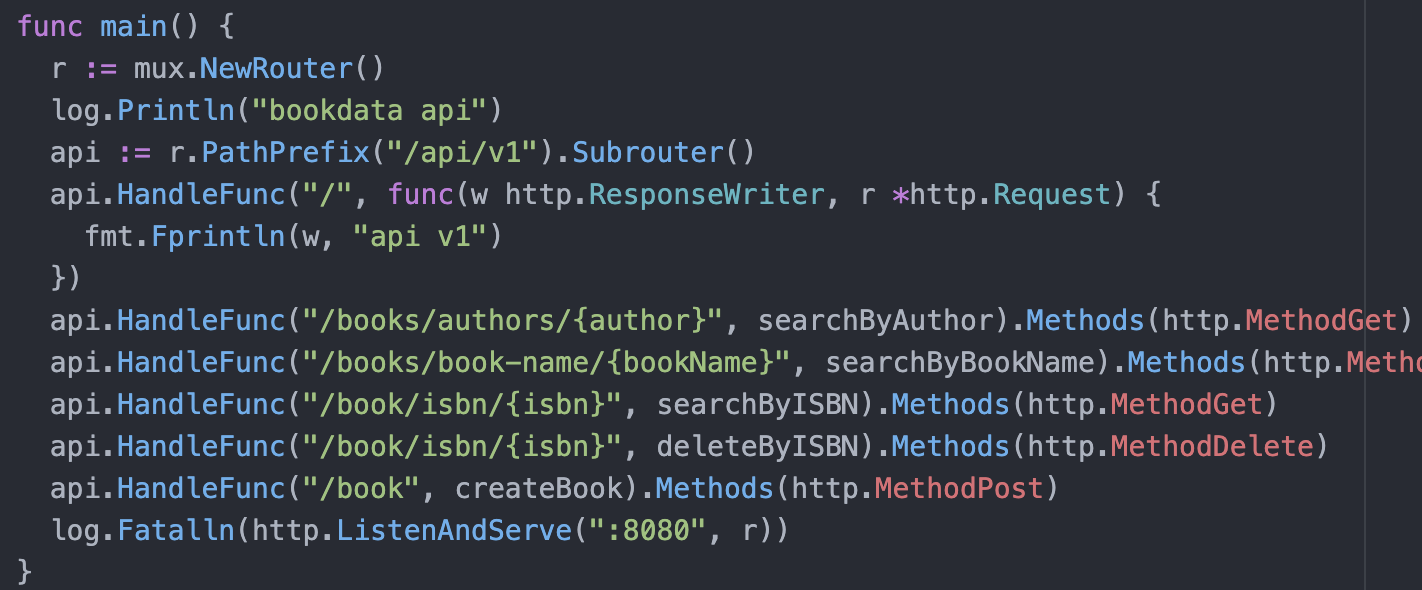 func main() {
  r := mux.NewRouter()
  log.Println("bookdata api")
  api := r.PathPrefix("/api/v1").Subrouter()
  api.HandleFunc("/", func(w http.ResponseWriter, r *http.Request) {
    fmt.Fprintln(w, "api v1")
  })
  api.HandleFunc("/books/authors/{author}", searchByAuthor).Methods(http.MethodGet)
  api.HandleFunc("/books/book-name/{bookName}", searchByBookName).Methods(http.
  api.HandleFunc("/book/isbn/{isbn}", searchByISBN).Methods(http.MethodGet)
  api.HandleFunc("/book/isbn/{isbn}", deleteByISBN).Methods(http.MethodDelete)
  api.HandleFunc("/book", createBook).Methods(http.MethodPost)
  log.Fatalln(http.ListenAndServe(":8080", r))
}